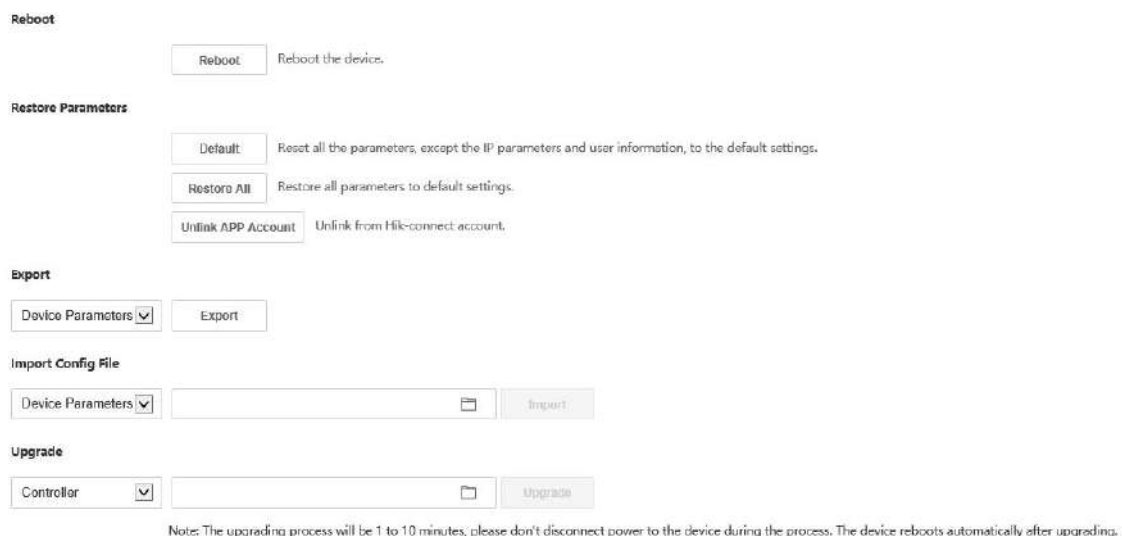 Reboot
Reboot Reboot the device.
Restore Parameters
Default Reset all the parameters, except the IP parameters and user information, to the default settings.
Restore All Restore all parameters to default settings.
Unlink APP Account Unlink from Hik-connect account.
Export
Device Parameters Export
Import Config File
Device Parameters Import
Upgrade
Controller Upgrade
Note: The upgrading process will be 1 to 10 minutes, please don't disconnect power to the device during the process. The device reboots automatically after upgrading.